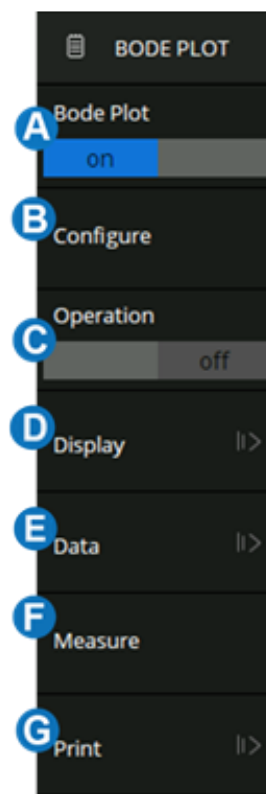 BODE PLOT
A
Bode Plot
on
B
Configure
Operation
C
off
D
Display
E
Data
F
Measure
G
Print